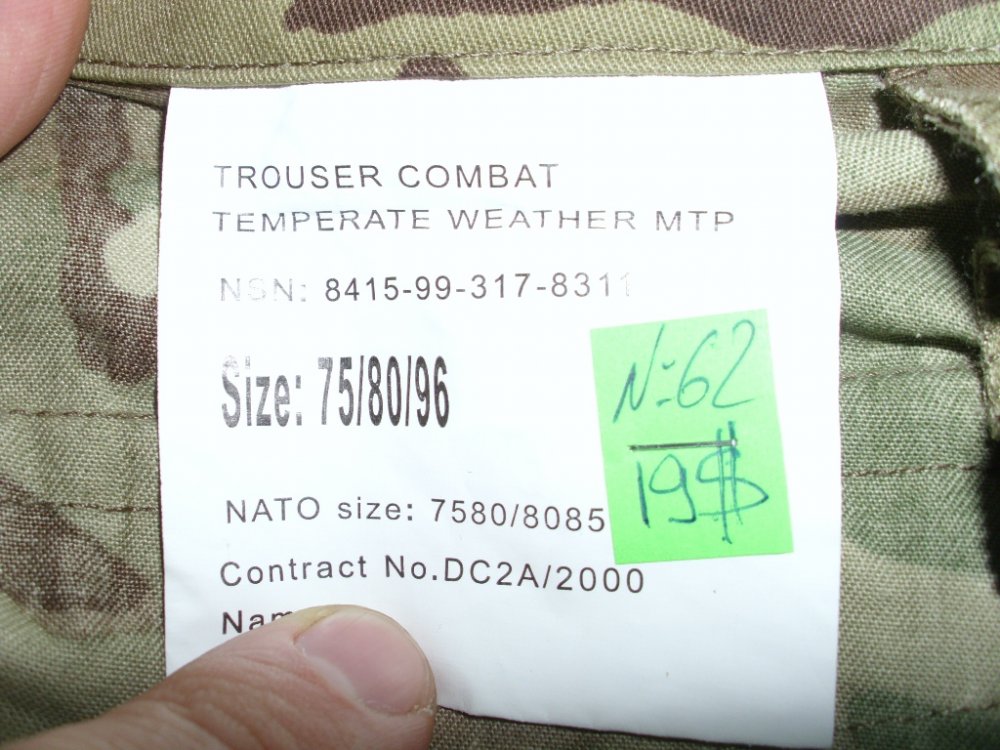 TROUSER COMBAT
TEMPERATE WEATHER MTP
NSN: 8415-99-317-8311
Size: 75/80/96
N-62
19$
NATO size: 7580/8085
Contract No.DC2A/2000